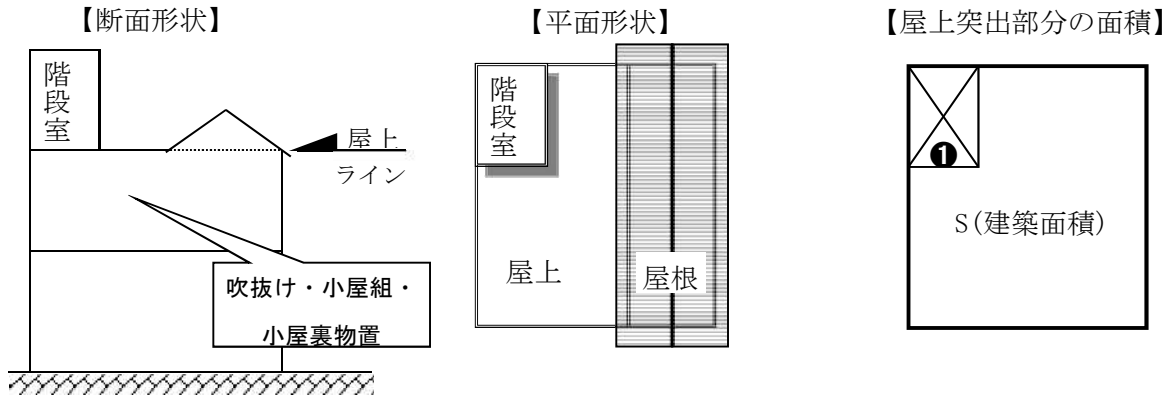 【断面形状】
階段室
屋上
ライン
吹抜け・小屋組・
小屋裏物置
【平面形状】
階段室
屋上
屋根
【屋上突出部分の面積】
❶
S(建築面積)